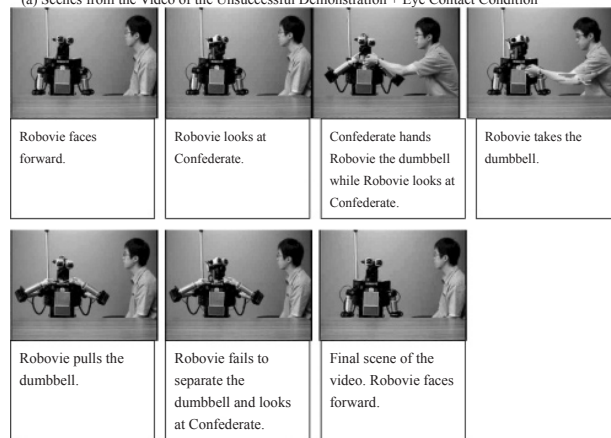 (a) Scenes from the Video of the Unsuccessful Demonstration + Eye Contact Condition
Robovie faces
forward.
Robovie looks at
Confederate.
Confederate hands
Robovie the dumbbell
while Robovie looks at
Confederate.
Robovie takes the
dumbbell.
Robovie pulls the
dumbbell.
Robovie fails to
separate the
dumbbell and looks
at Confederate.
Final scene of the
video. Robovie faces
forward.